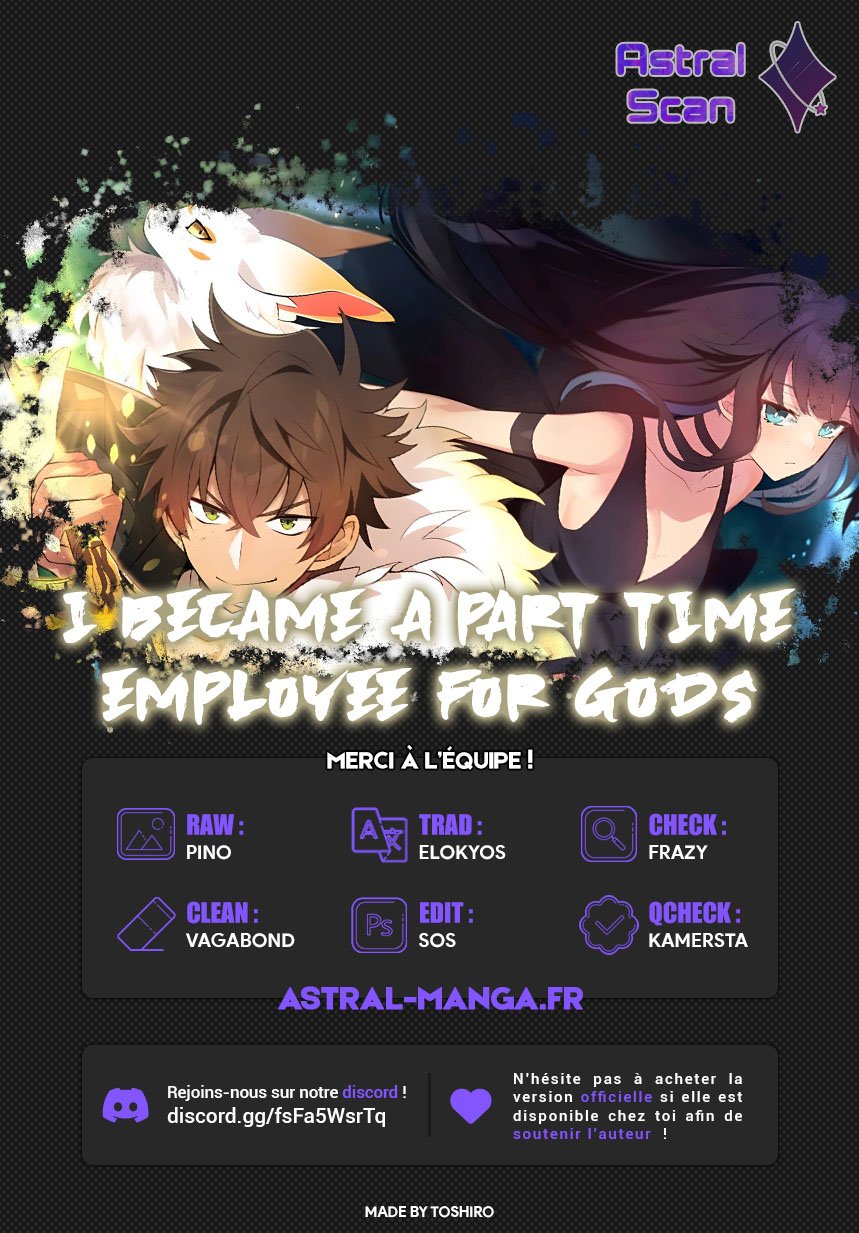 Astral
Scan
I BECAME A PART TIME
EMPLOYEE FOR GODS
MERCI À L'ÉQUIPE !
RAW :
PINO
TRAD :
ELOKYOS
CHECK :
FRAZY
CLEAN :
VAGABOND
Ps
EDIT :
SOS
QCHECK :
KAMERSTA
ASTRAL-MANGA.FR
Rejoins-nous sur notre discord !
discord.gg/fsFa5WsrTq
N'hésite pas à acheter la
version officielle si elle est
disponible chez toi afin de
soutenir l'auteur !
MADE BY TOSHIRO